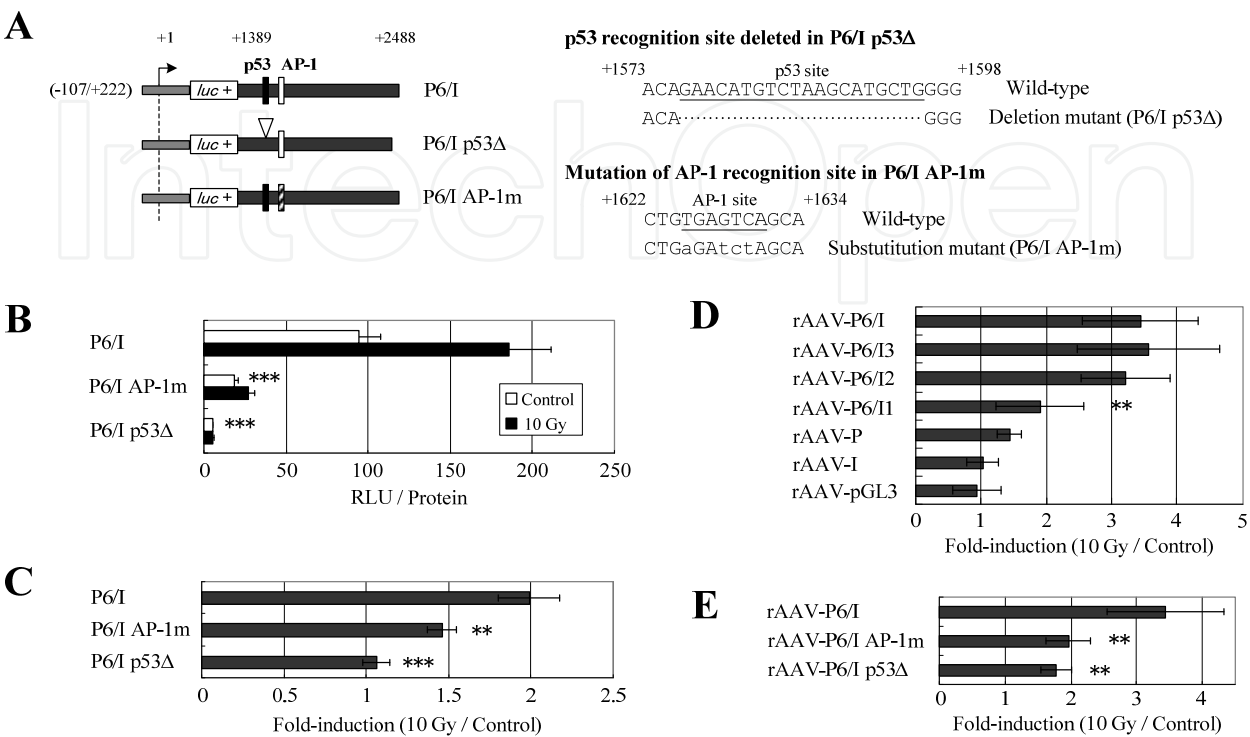 A
+1 +1389 +2488
p53 AP-1
(-107/+222) luc + P6/I
P6/I p53Δ
luc +
luc + P6/I AP-1m
p53 recognition site deleted in P6/I p53Δ
+1573 p53 site +1598
ACAGAACATGTCTAAGCATGCTGGGG Wild-type
ACA......................................GGG Deletion mutant (P6/I p53Δ)
Mutation of AP-1 recognition site in P6/I AP-1m
+1622 AP-1 site +1634
CTGTGAGTCAGCA Wild-type
CTGaGAtctAGCA Substutitution mutant (P6/I AP-1m)
B
P6/I
P6/I AP-1m ***
P6/I p53Δ ***
Control
10 Gy
0 50 100 150 200 250
RLU / Protein
C
P6/I
P6/I AP-1m **
P6/I p53Δ ***
0 0.5 1 1.5 2 2.5
Fold-induction (10 Gy / Control)
D
rAAV-P6/I
rAAV-P6/I3
rAAV-P6/I2
rAAV-P6/I1 **
rAAV-P
rAAV-I
rAAV-pGL3
0 1 2 3 4 5
Fold-induction (10 Gy / Control)
E
rAAV-P6/I
rAAV-P6/I AP-1m **
rAAV-P6/I p53Δ **
0 1 2 3 4
Fold-induction (10 Gy / Control)
IntechOpen